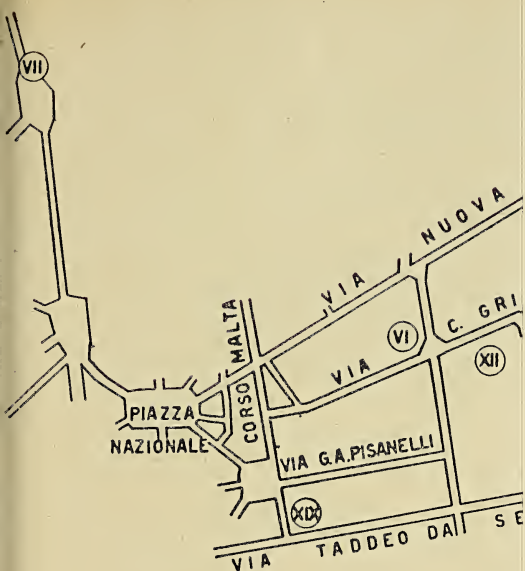 VII
VIA NUOVA
CORSO MALTA
VI
VIA C. GRI
XII
PIAZZA
NAZIONALE
VIA G.A.PISANELLI
XIX
VIA TADDEO DA SE